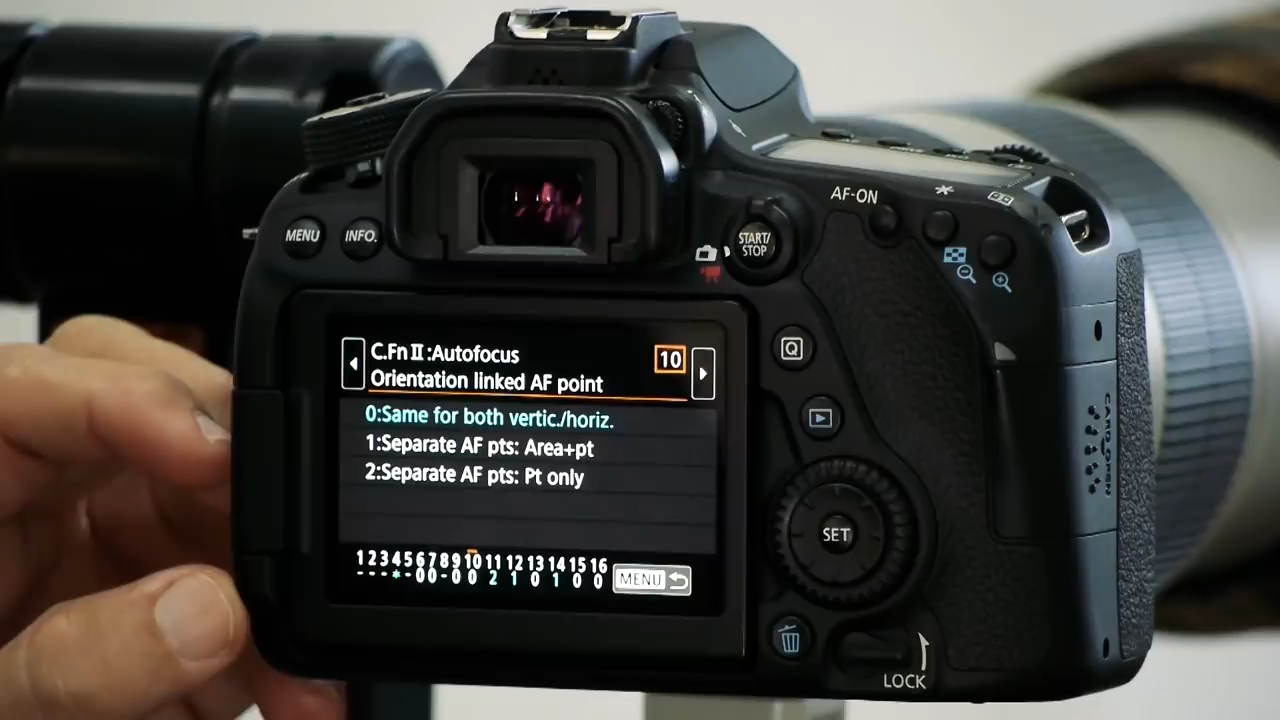 AF-ON
MENU
INFO.
START/
STOP
Q
C.Fn II :Autofocus
10
Orientation linked AF point
0:Same for both vertic./horiz.
1:Separate AF pts: Area+pt
2:Separate AF pts: Pt only
1 2 3 4 5 6 7 8 9 10 11 12 13 14 15 16
- - - * - 0 0 - 0 0 2 1 0 1 0 0
MENU
SET
LOCK
CARD OPEN